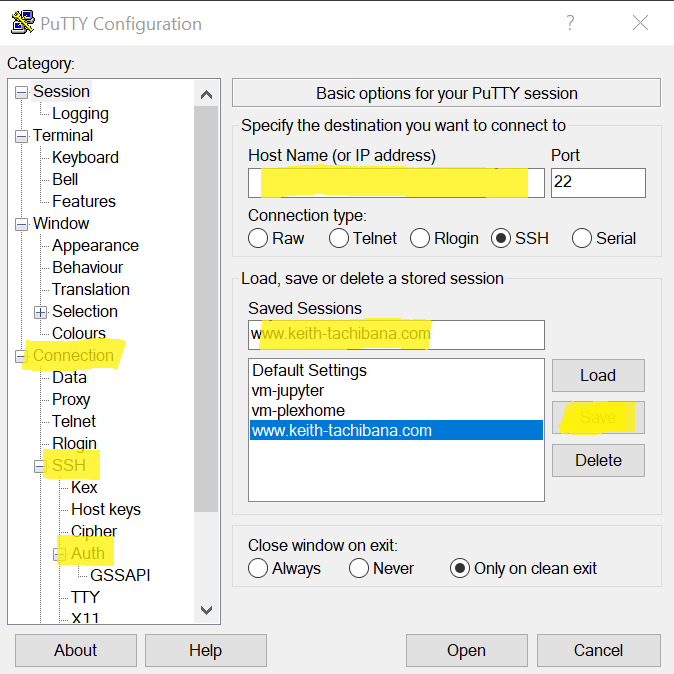 PuTTY Configuration
?
Category:
Session
Logging
Terminal
Keyboard
Bell
Features
Window
Appearance
Behaviour
Translation
Selection
Colours
Connection
Data
Proxy
Telnet
Rlogin
SSH
Kex
Host keys
Cipher
Auth
GSSAPI
TTY
X11
Basic options for your PuTTY session
Specify the destination you want to connect to
Host Name (or IP address) Port
22
Connection type:
Raw Telnet Rlogin SSH Serial
Load, save or delete a stored session
Saved Sessions
www.keith-tachibana.com
Default Settings
vm-jupyter
vm-plexhome
www.keith-tachibana.com
Load
Save
Delete
Close window on exit:
Always Never Only on clean exit
About Help Open Cancel